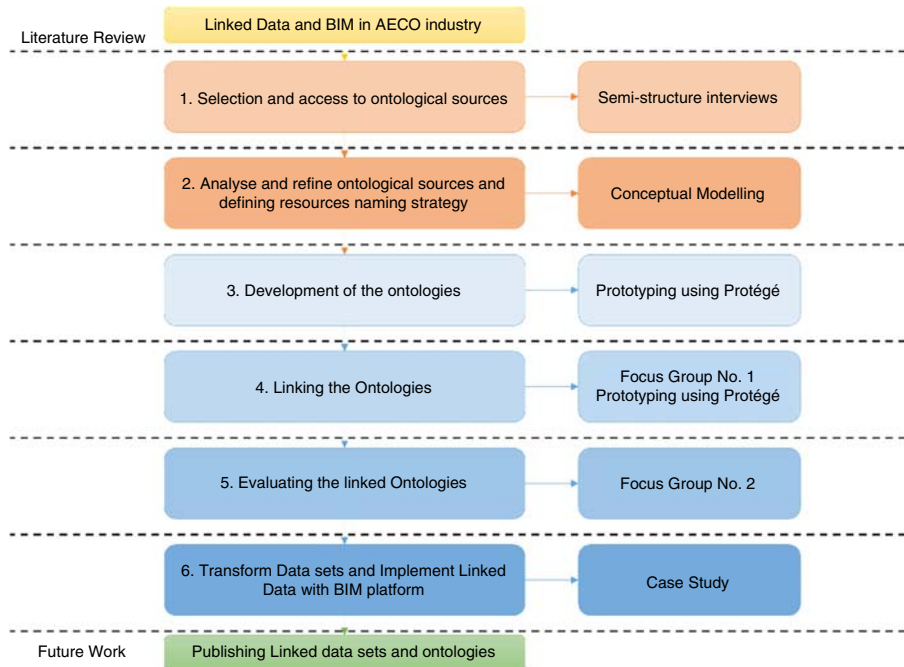 Linked Data and BIM in AECO industry
Literature Review
1. Selection and access to ontological sources
Semi-structure interviews
2. Analyse and refine ontological sources and
defining resources naming strategy
Conceptual Modelling
3. Development of the ontologies
Prototyping using Protégé
4. Linking the Ontologies
Focus Group No. 1
Prototyping using Protégé
5. Evaluating the linked Ontologies
Focus Group No. 2
6. Transform Data sets and Implement Linked
Data with BIM platform
Case Study
Future Work
Publishing Linked data sets and ontologies